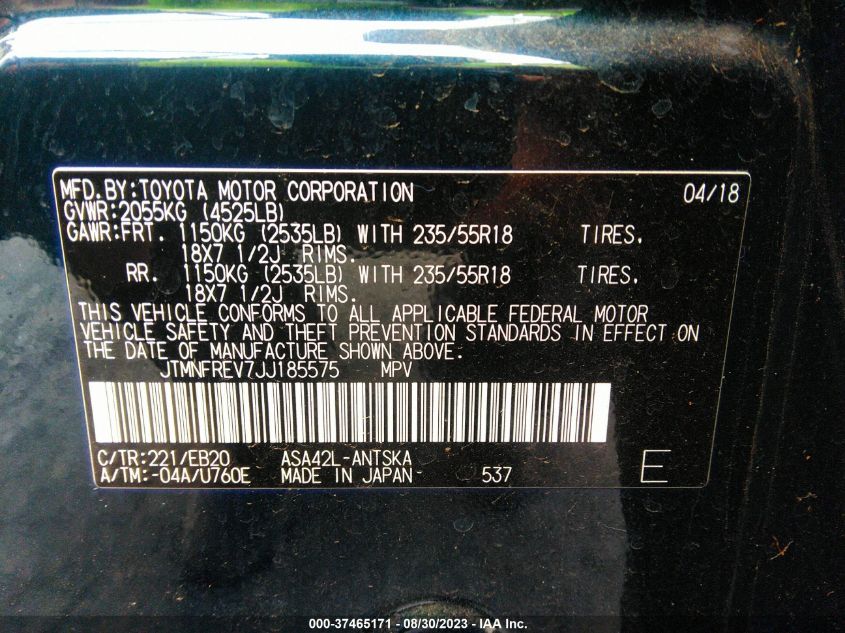 MFD.BY:TOYOTA MOTOR CORPORATION 04/18
GVWR:2055KG (4525LB)
GAWR:FRT. 1150KG (2535LB) WITH 235/55R18 TIRES,
18X7 1/2J RIMS.
RR. 1150KG (2535LB) WITH 235/55R18 TIRES,
18X7 1/2J RIMS.
THIS VEHICLE CONFORMS TO ALL APPLICABLE FEDERAL MOTOR
VEHICLE SAFETY AND THEFT PREVENTION STANDARDS IN EFFECT ON
THE DATE OF MANUFACTURE SHOWN ABOVE.
JTMNFREV7JJ185575 MPV
C/TR:221/EB20 ASA42L-ANTSKA
A/TM:-04A/U760E MADE IN JAPAN 537 E
000-37465171 - 08/30/2023 - IAA Inc.